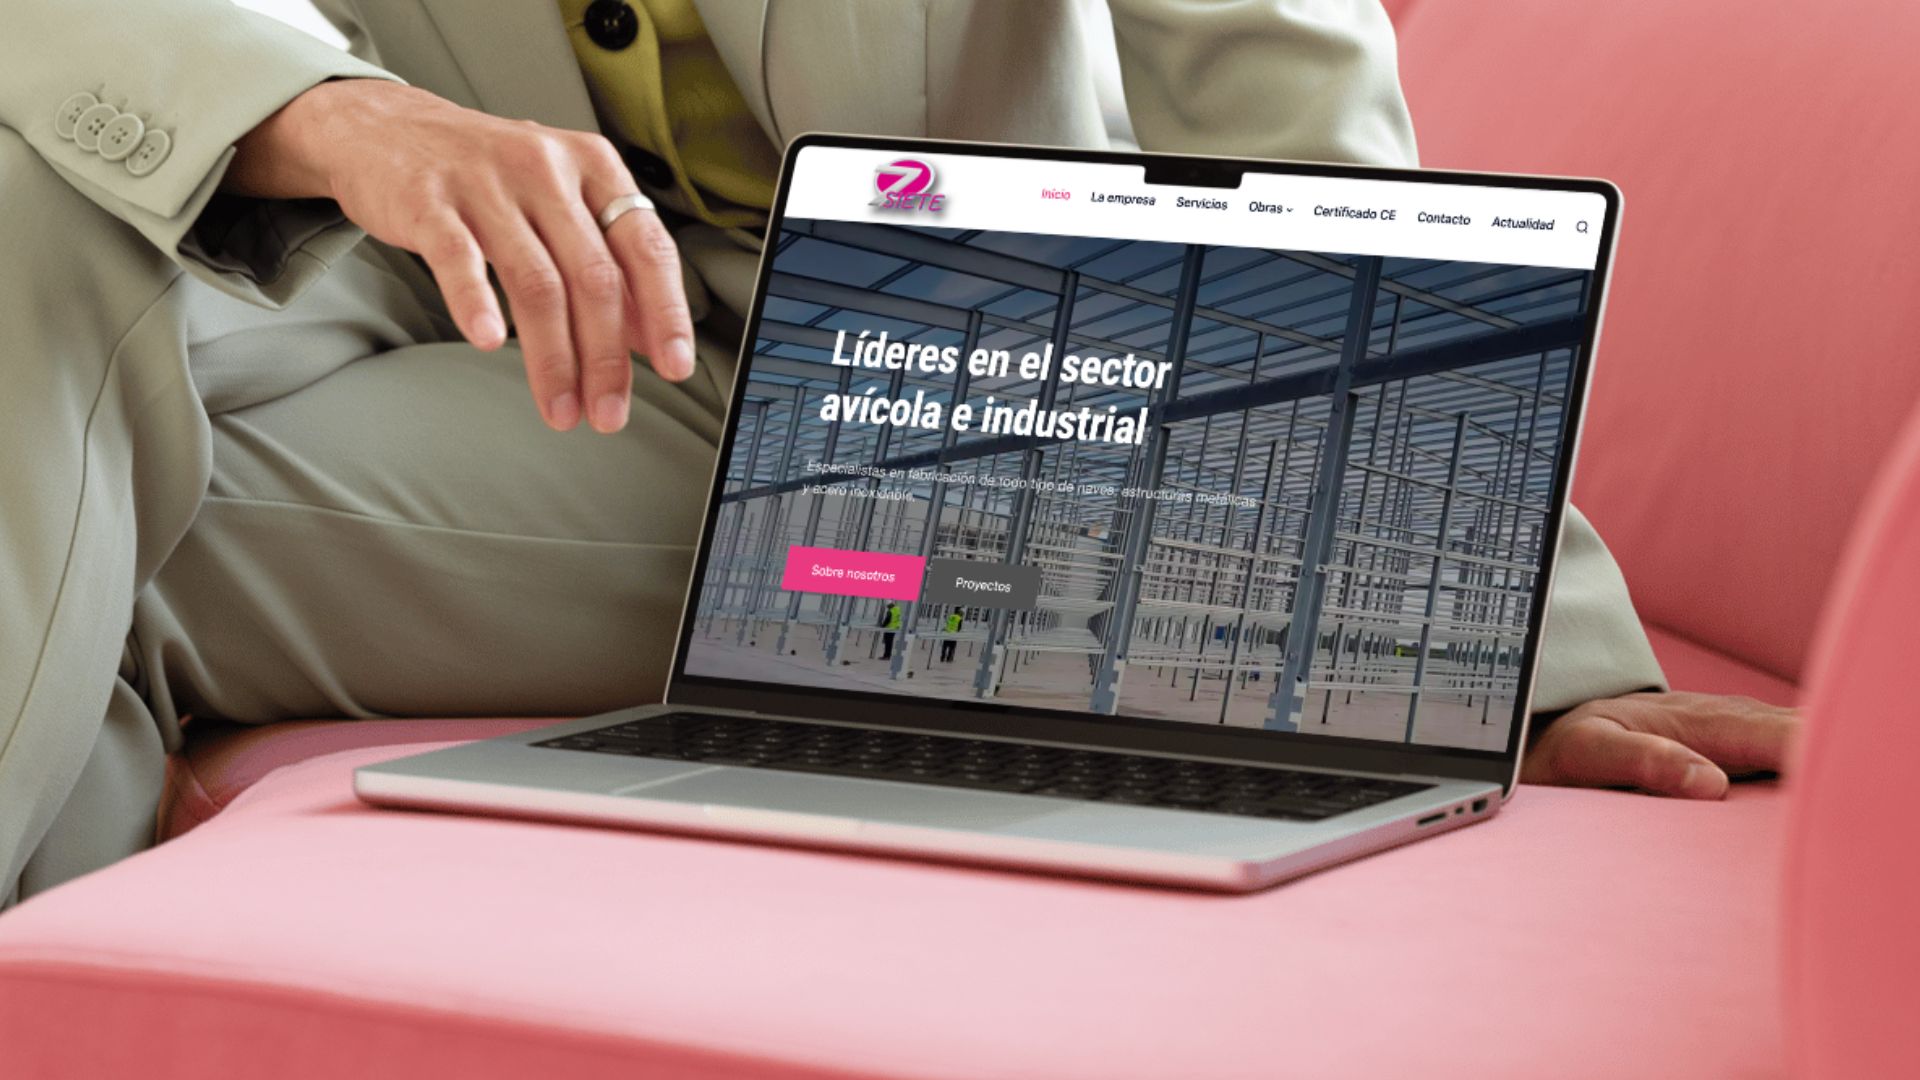 7
SIETE
Inicio
La empresa
Servicios
Obras
Certificado CE
Contacto
Actualidad
Líderes en el sector
avícola e industrial
Especialistas en fabricación de todo tipo de naves, estructuras metálicas
y acero inoxidable.
Sobre nosotros
Proyectos